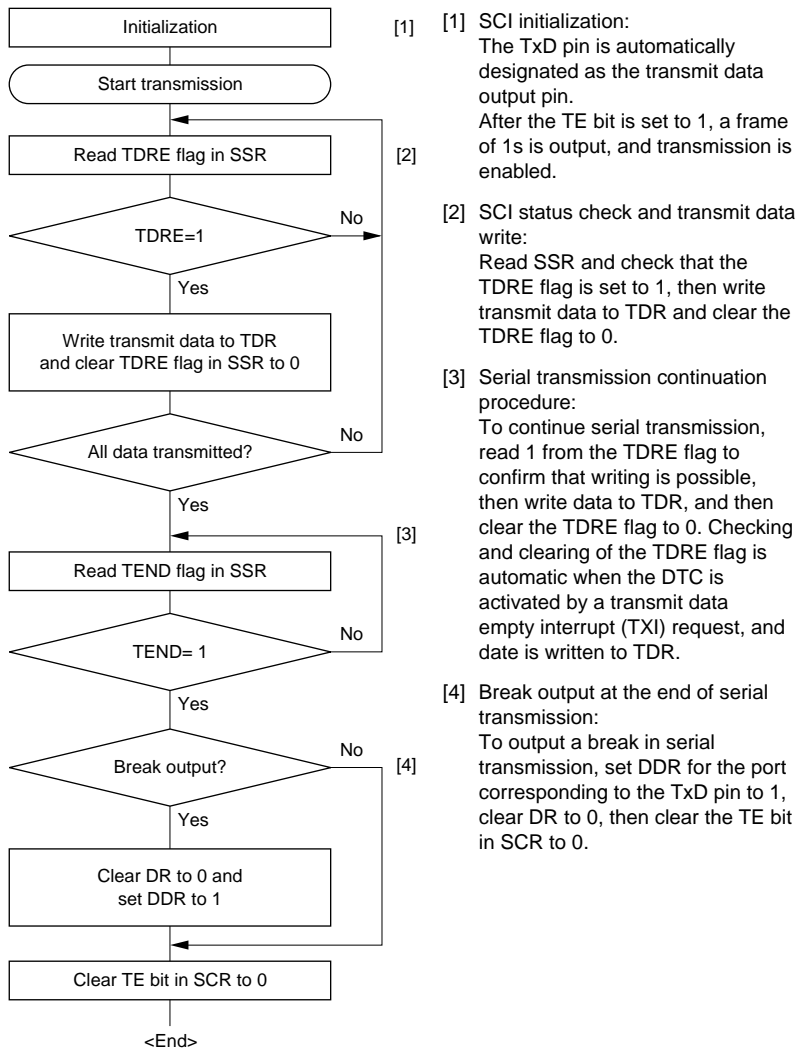 Initialization
[1]
Start transmission
Read TDRE flag in SSR
[2]
TDRE=1
No
Yes
Write transmit data to TDR
and clear TDRE flag in SSR to 0
All data transmitted?
No
Yes
[3]
Read TEND flag in SSR
TEND= 1
No
Yes
Break output?
No
[4]
Yes
Clear DR to 0 and
set DDR to 1
Clear TE bit in SCR to 0
<End>
[1] SCI initialization:
The TxD pin is automatically
designated as the transmit data
output pin.
After the TE bit is set to 1, a frame
of 1s is output, and transmission is
enabled.
[2] SCI status check and transmit data
write:
Read SSR and check that the
TDRE flag is set to 1, then write
transmit data to TDR and clear the
TDRE flag to 0.
[3] Serial transmission continuation
procedure:
To continue serial transmission,
read 1 from the TDRE flag to
confirm that writing is possible,
then write data to TDR, and then
clear the TDRE flag to 0. Checking
and clearing of the TDRE flag is
automatic when the DTC is
activated by a transmit data
empty interrupt (TXI) request, and
date is written to TDR.
[4] Break output at the end of serial
transmission:
To output a break in serial
transmission, set DDR for the port
corresponding to the TxD pin to 1,
clear DR to 0, then clear the TE bit
in SCR to 0.